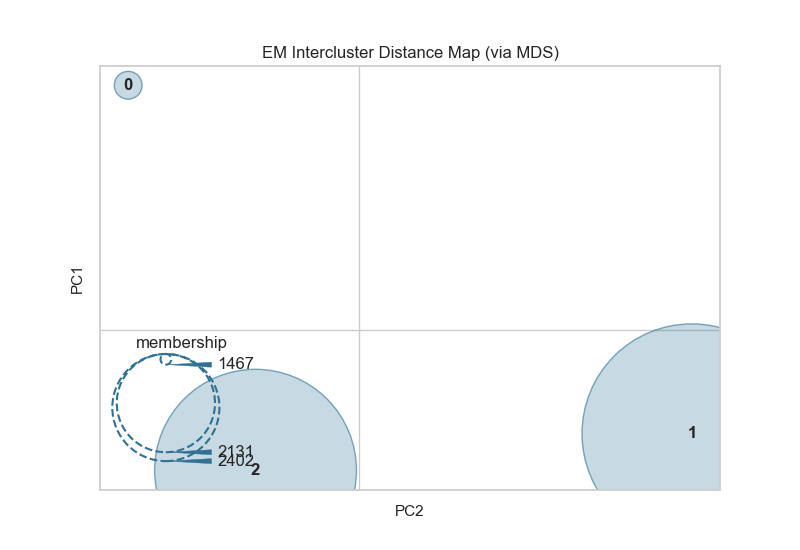 EM Intercluster Distance Map (via MDS)
0
PC1
membership
1467
1
2131
2402
2
PC2